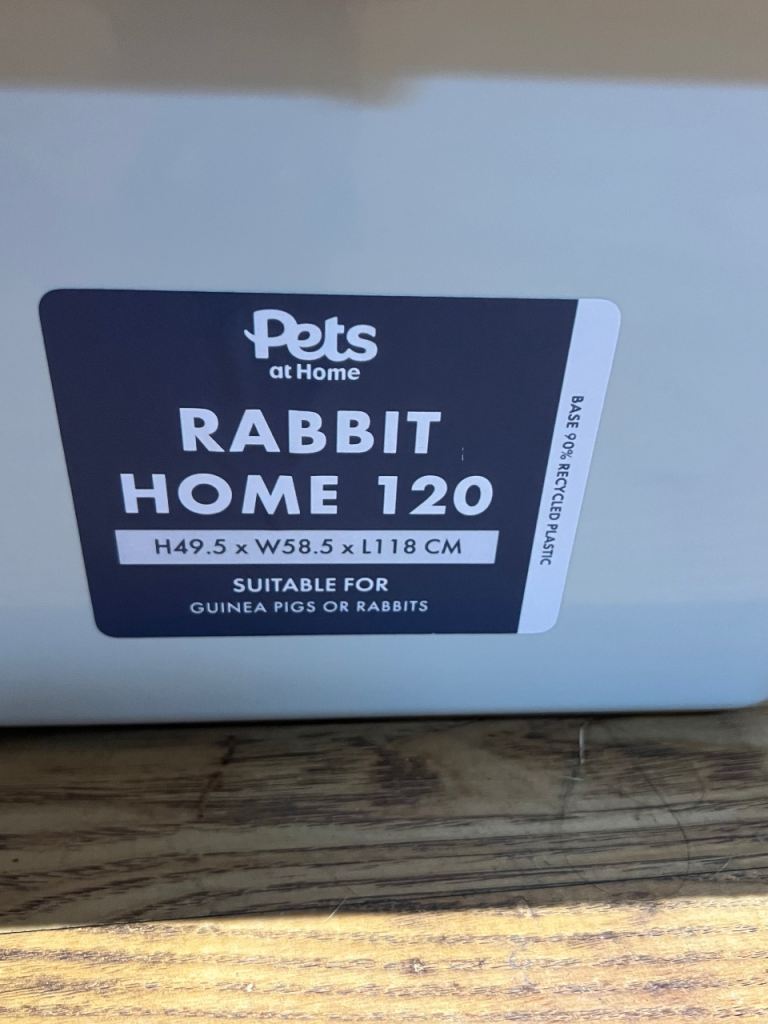 Pets
at Home
RABBIT
HOME 120
H49.5 x W58.5 x L118 CM
SUITABLE FOR
GUINEA PIGS OR RABBITS
BASE 90% RECYCLED PLASTIC